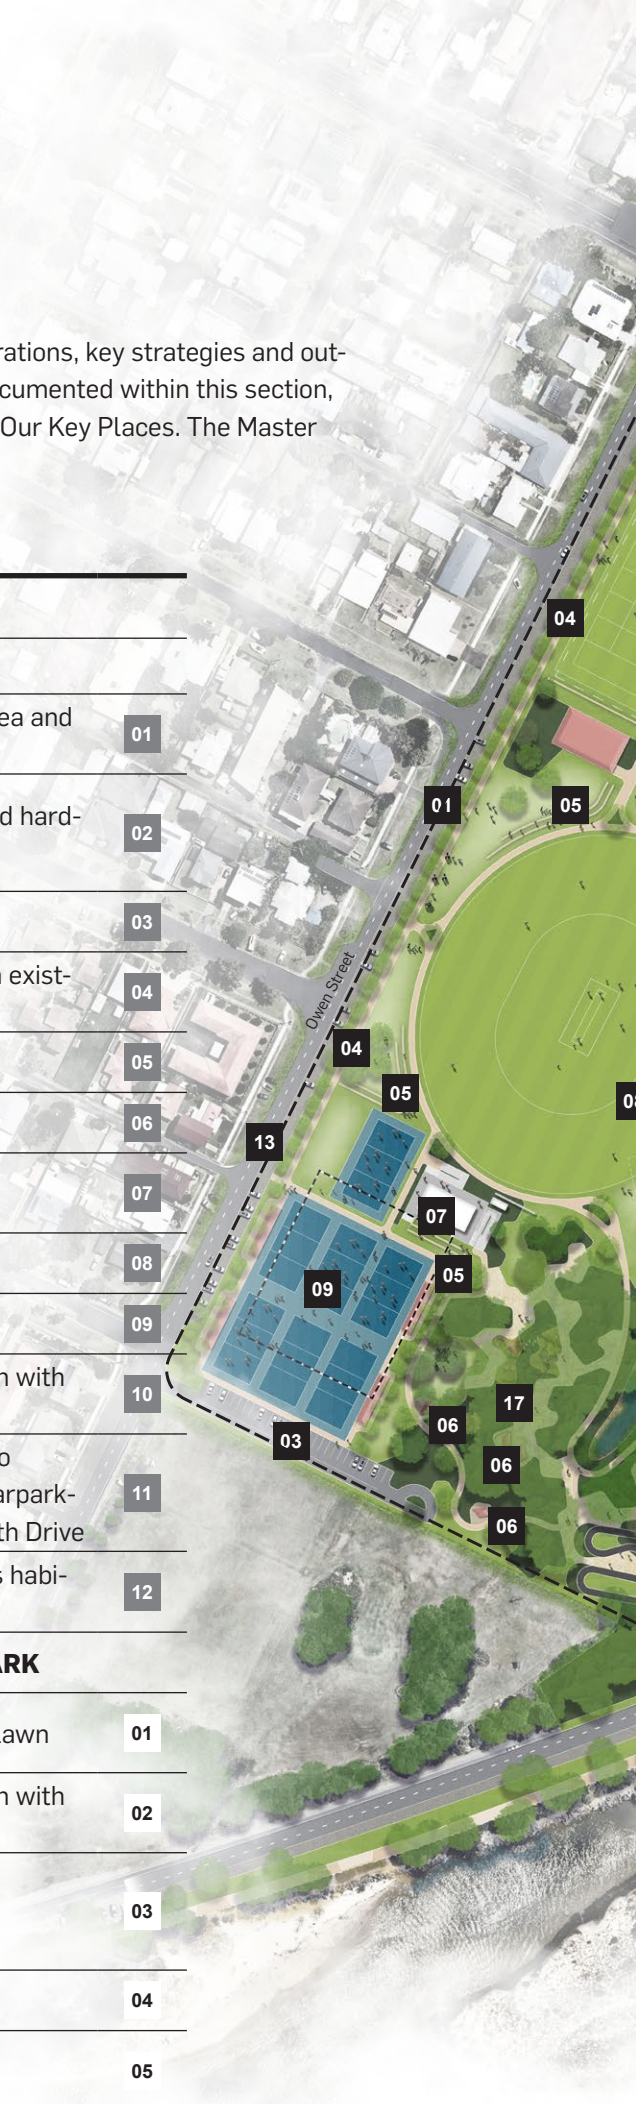 rations, key strategies and out-
cumented within this section,
Our Key Places. The Master
ea and
01
d hard-
02
03
exist-
04
05
06
07
08
09
n with
10
o
arpark-
11
th Drive
s habi-
12
ARK
Lawn
01
n with
02
03
04
05
04
01
05
Owen Street
04
05
08
13
07
05
09
17
06
03
06
06